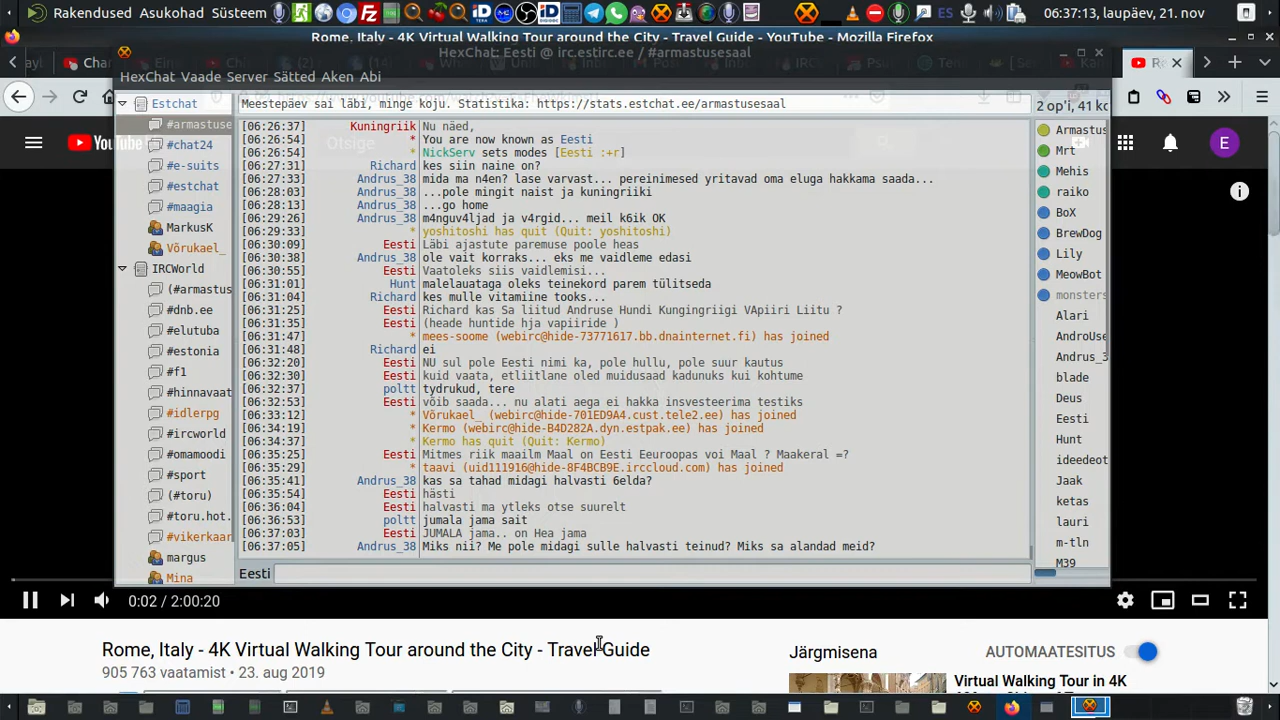 Rakendused Asukohad Süsteem
ES
06:37:13, laupäev, 21. nov
Rome, Italy - 4K Virtual Walking Tour around the City - Travel Guide - YouTube - Mozilla Firefox
HexChat: Eesti @ irc.estirc.ee / #armastusesaal
HexChat Vaade Server Sätted Aken Abi
Estchat
#armastuse
#chat24
#e-suits
#estchat
#maagia
MarkusK
Võrukael_
IRCWorld
(#armastus
#dnb.ee
#elutuba
#estonia
#f1
#hinnavaat
#idlerpg
#ircworld
#omamoodi
#sport
(#toru)
#toru.hot.
#vikerkaar
margus
Mina
Meestepäev sai läbi, minge koju. Statistika: https://stats.estchat.ee/armastusesaal
[06:26:37] Kuningriik Nu näed,
[06:26:54] * You are now known as Eesti
[06:26:54] * NickServ sets modes [Eesti :+r]
[06:27:31] Richard kes siin naine on?
[06:27:33] Andrus_38 mida ma n4en? lase varvast... pereinimesed yritavad oma eluga hakkama saada...
[06:28:03] Andrus_38 ...pole mingit naist ja kuningriiki
[06:28:13] Andrus_38 ...go home
[06:29:26] Andrus_38 m4nguv4ljad ja v4rgid... meil k6ik OK
[06:29:33] * yoshitoshi has quit (Quit: yoshitoshi)
[06:30:09] Eesti Läbi ajastute paremuse poole heas
[06:30:38] Andrus_38 ole vait korraks... eks me vaidleme edasi
[06:30:55] Eesti Vaatoleks siis vaidlemisi...
[06:31:01] Hunt malelauataga oleks teinekord parem tülitseda
[06:31:04] Richard kes mulle vitamiine tooks...
[06:31:25] Eesti Richard kas Sa liitud Andruse Hundi Kungingriigi VApiiri Liitu ?
[06:31:35] Eesti (heade huntide hja vapiiride )
[06:31:42] * mees-soome (webirc@hide-73771617.bb.dnainternet.fi) has joined
[06:31:48] Richard ei
[06:32:20] Eesti NU sul pole Eesti nimi ka, pole hullu, pole suur kautus
[06:32:30] Eesti kuid vaata, etliitlane oled muidusaad kadunuks kui kohtume
[06:32:37] poltt tydrukud, tere
[06:32:53] Eesti võib saada... nu alati aega ei hakka insvesteerima testiks
[06:33:12] * Võrukael_ (webirc@hide-701ED9A4.cust.tele2.ee) has joined
[06:34:19] * Kermo (webirc@hide-B4D282A.dyn.estpak.ee) has joined
[06:34:37] * Kermo has quit (Quit: Kermo)
[06:35:25] Eesti Mitmes riik maailm Maal on Eesti Eeuroopas voi Maal ? Maakeral =?
[06:35:29] * taavi (uid111916@hide-8F4BCB9E.irccloud.com) has joined
[06:35:41] Andrus_38 kas sa tahad midagi halvasti 6elda?
[06:35:54] Eesti hästi
[06:36:04] Eesti halvasti ma ytleks otse suurelt
[06:36:53] poltt jumala jama sait
[06:37:03] Eesti JUMALA jama.. on Hea jama
[06:37:05] Andrus_38 Miks nii? Me pole midagi sulle halvasti teinud? Miks sa alandad meid?
Eesti
2 op'i, 41 ko
Armastus
Mrt
Mehis
raiko
BoX
BrewDog
Lily
MeowBot
monsters
Alari
AndroUse
Andrus_3
blade
Deus
Eesti
Hunt
ideedeot
Jaak
ketas
lauri
m-tln
M39
Otsige
E
0:02 / 2:00:20
Rome, Italy - 4K Virtual Walking Tour around the City - Travel Guide
905 763 vaatamist • 23. aug 2019
Järgmisena
AUTOMAATESITUS
Virtual Walking Tour in 4K